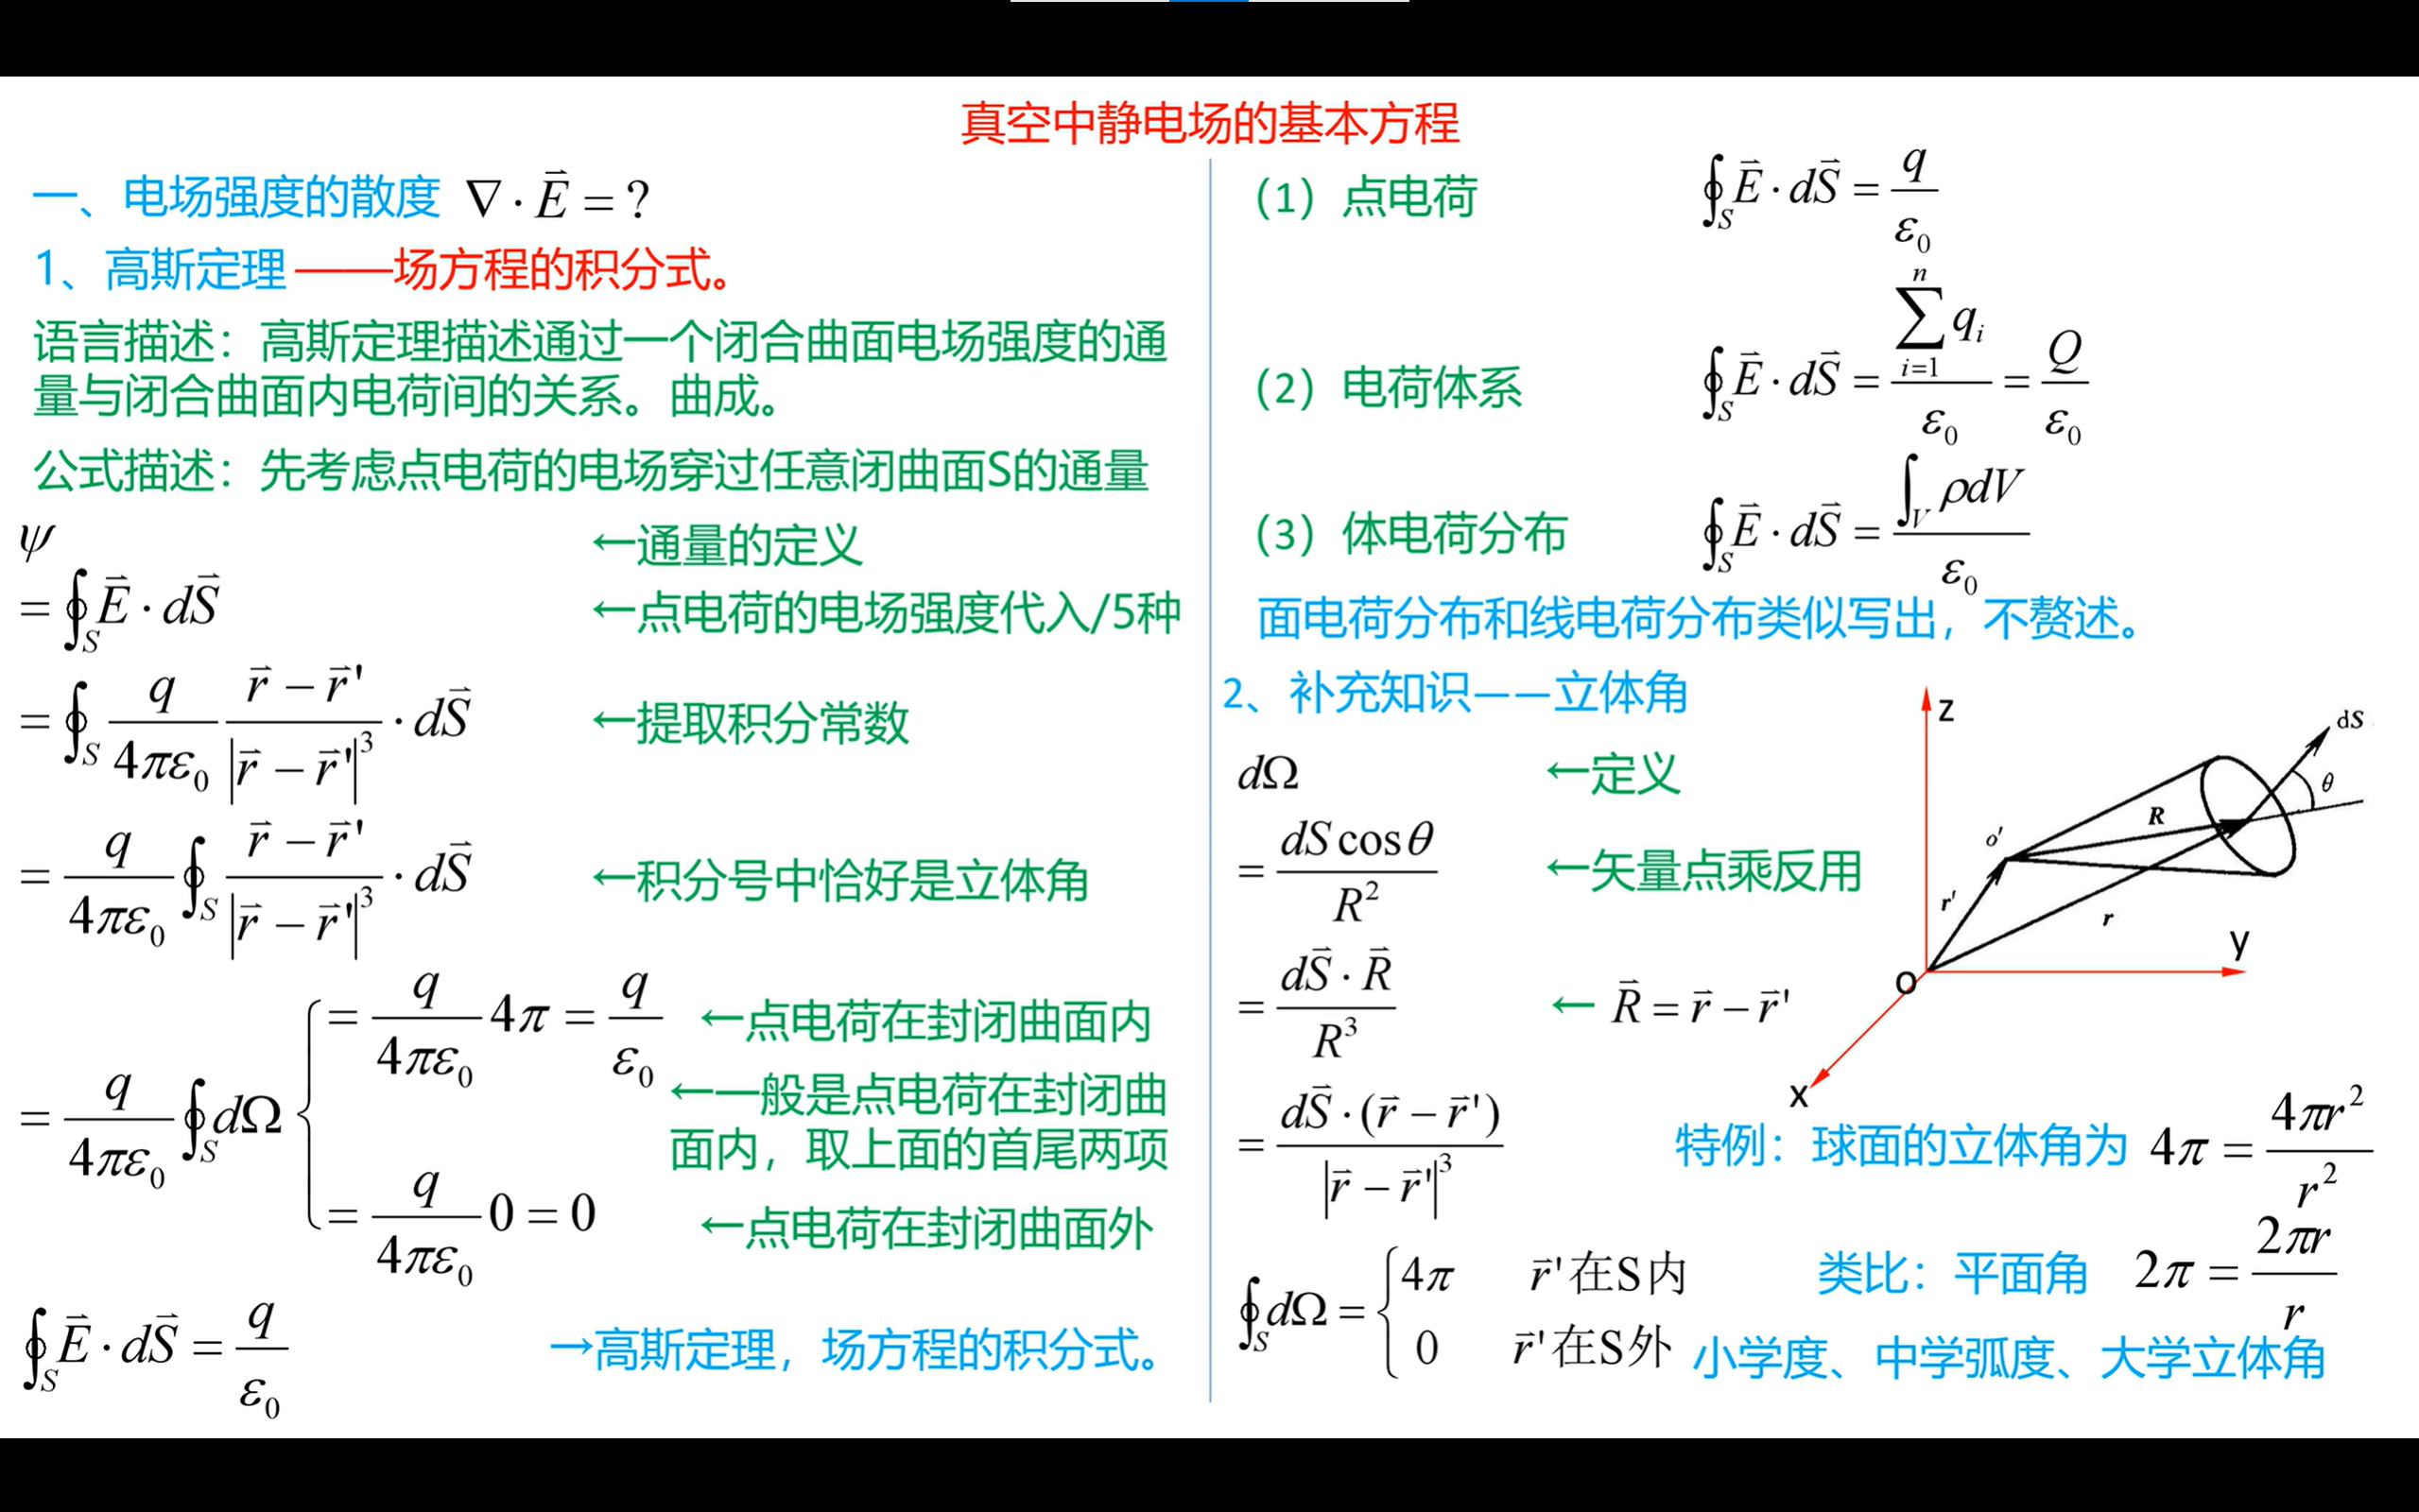 真空中静电场的基本方程
一、电场强度的散度 $\nabla \cdot \vec{E} = ?$
1、高斯定理——场方程的积分式。
语言描述：高斯定理描述通过一个闭合曲面电场强度的通
量与闭合曲面内电荷间的关系。曲成。
公式描述：先考虑点电荷的电场穿过任意闭曲面S的通量
$\psi$ ←通量的定义
$= \oint_S \vec{E} \cdot d\vec{S}$ ←点电荷的电场强度代入/5种
$= \oint_S \frac{q}{4\pi\varepsilon_0} \frac{\vec{r} - \vec{r}'}{|\vec{r} - \vec{r}'|^3} \cdot d\vec{S}$ ←提取积分常数
$= \frac{q}{4\pi\varepsilon_0} \oint_S \frac{\vec{r} - \vec{r}'}{|\vec{r} - \vec{r}'|^3} \cdot d\vec{S}$ ←积分号中恰好是立体角
$= \frac{q}{4\pi\varepsilon_0} 4\pi = \frac{q}{\varepsilon_0}$ ←点电荷在封闭曲面内
$= \frac{q}{4\pi\varepsilon_0} \oint_S d\Omega$ ←一般是点电荷在封闭曲
面内，取上面的首尾两项
$= \frac{q}{4\pi\varepsilon_0} 0 = 0$ ←点电荷在封闭曲面外
$\oint_S \vec{E} \cdot d\vec{S} = \frac{q}{\varepsilon_0}$ →高斯定理，场方程的积分式。
（1）点电荷 $\oint_S \vec{E} \cdot d\vec{S} = \frac{q}{\varepsilon_0}$
（2）电荷体系 $\oint_S \vec{E} \cdot d\vec{S} = \frac{\sum_{i=1}^{n} q_i}{\varepsilon_0} = \frac{Q}{\varepsilon_0}$
（3）体电荷分布 $\oint_S \vec{E} \cdot d\vec{S} = \frac{\int_V \rho dV}{\varepsilon_0}$
面电荷分布和线电荷分布类似写出，不赘述。
2、补充知识——立体角
$d\Omega$ ←定义
$= \frac{dS \cos\theta}{R^2}$ ←矢量点乘反用
$= \frac{d\vec{S} \cdot \vec{R}}{R^3}$ ← $\vec{R} = \vec{r} - \vec{r}'$
$= \frac{d\vec{S} \cdot (\vec{r} - \vec{r}')}{|\vec{r} - \vec{r}'|^3}$
z
dS
θ
R
o'
r'
r
y
O
x
特例：球面的立体角为 $4\pi = \frac{4\pi r^2}{r^2}$
类比：平面角 $2\pi = \frac{2\pi r}{r}$
$\oint_S d\Omega = \begin{cases} 4\pi & \vec{r}'在S内 \\ 0 & \vec{r}'在S外 \end{cases}$
小学度、中学弧度、大学立体角